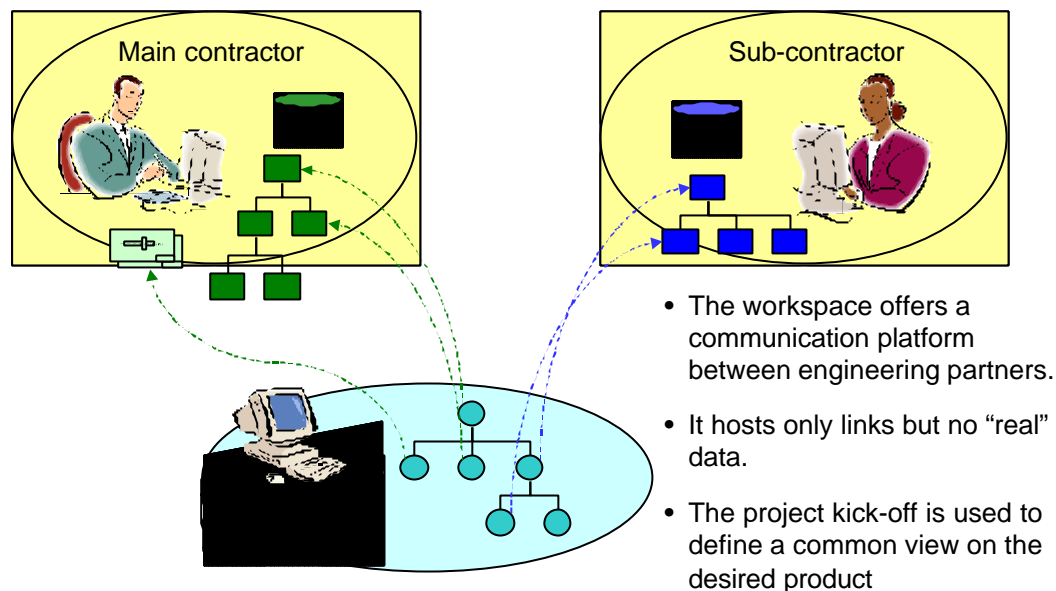 Main contractor
Sub-contractor
• The workspace offers a
communication platform
between engineering partners.
• It hosts only links but no “real”
data.
• The project kick-off is used to
define a common view on the
desired product